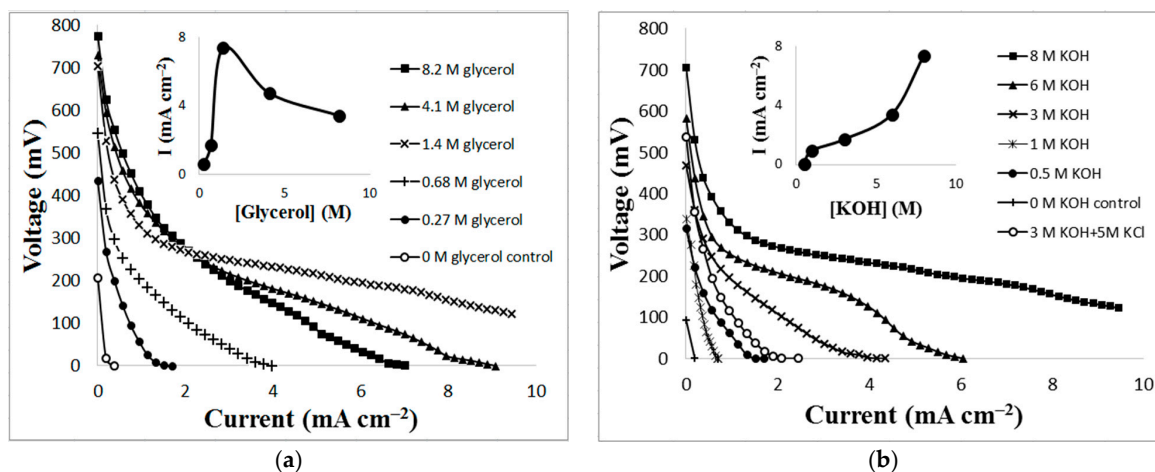 800
700
600
500
400
300
200
100
0
Voltage (mV)
0
2
4
6
8
10
Current (mA cm⁻²)
8
4
0
I (mA cm⁻²)
0
5
10
[Glycerol] (M)
8.2 M glycerol
4.1 M glycerol
1.4 M glycerol
0.68 M glycerol
0.27 M glycerol
0 M glycerol control
(a)
800
700
600
500
400
300
200
100
0
Voltage (mV)
0
2
4
6
8
10
Current (mA cm⁻²)
8
4
0
I (mA cm⁻²)
0
5
10
[KOH] (M)
8 M KOH
6 M KOH
3 M KOH
1 M KOH
0.5 M KOH
0 M KOH control
3 M KOH+5M KCl
(b)